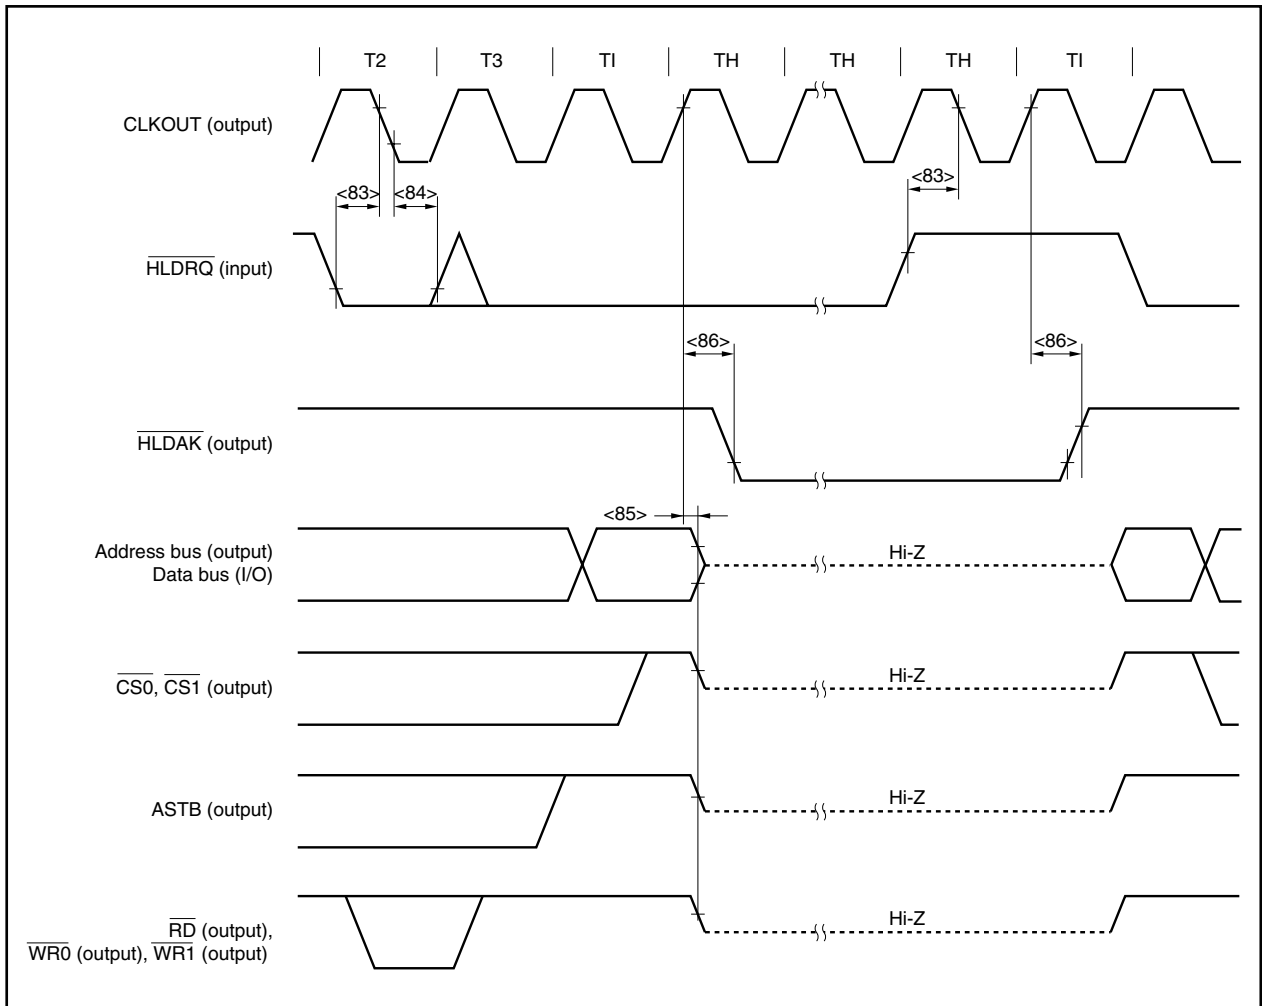 T2 T3 TI TH TH TH TI
CLKOUT (output)
<83> <84> <83>
HLDRQ (input)
<86> <86>
HLDAK (output)
<85>
Address bus (output)
Data bus (I/O)
Hi-Z
CS0, CS1 (output)
Hi-Z
ASTB (output)
Hi-Z
RD (output),
WR0 (output), WR1 (output)
Hi-Z